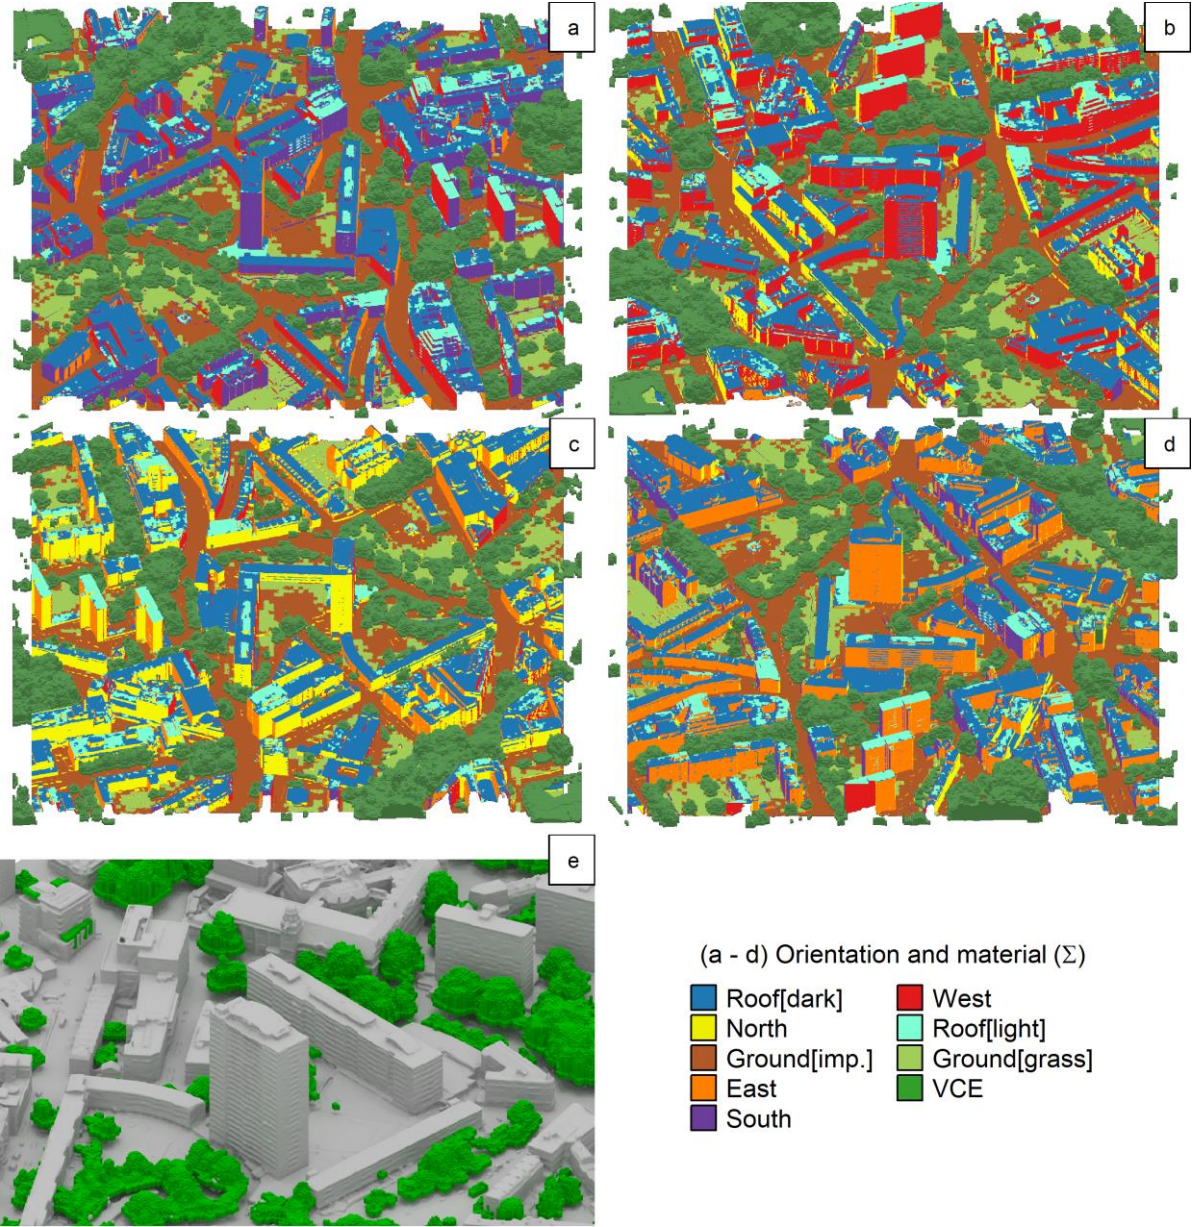 a
b
c
d
e
(a - d) Orientation and material (Σ)
Roof[dark]
North
Ground[imp.]
East
South
West
Roof[light]
Ground[grass]
VCE